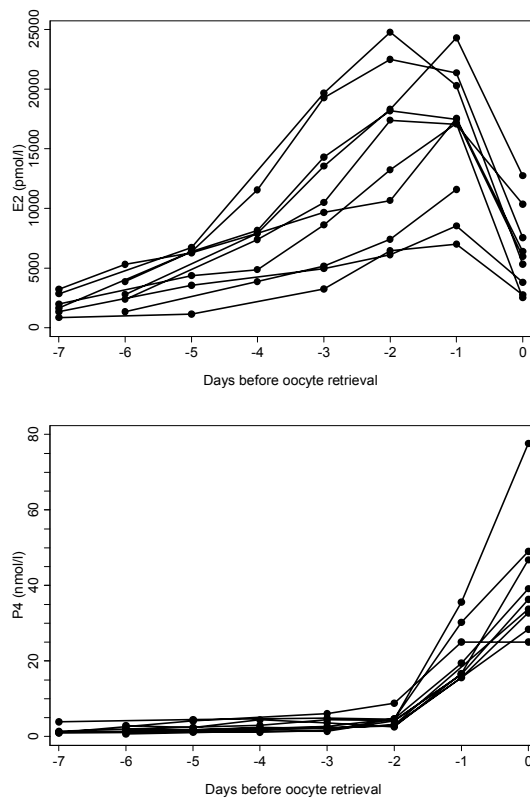 E2 (pmol/l)
25000
20000
15000
10000
5000
0
-7 -6 -5 -4 -3 -2 -1 0
Days before oocyte retrieval
P4 (nmol/l)
80
60
40
20
0
-7 -6 -5 -4 -3 -2 -1 0
Days before oocyte retrieval